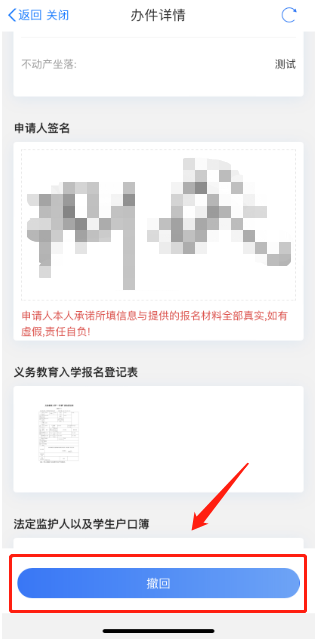 返回 关闭
办件详情
不动产坐落:
测试
申请人签名
申请人本人承诺所填信息与提供的报名材料全部真实,如有
虚假,责任自负!
义务教育入学报名登记表
法定监护人以及学生户口簿
撤回